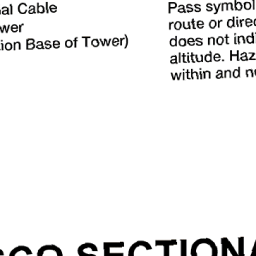 al Cable
wer
ion Base of Tower)
Pass symbol
route or direc
does not indi
altitude. Haz
within and n
SCO SECTIONA